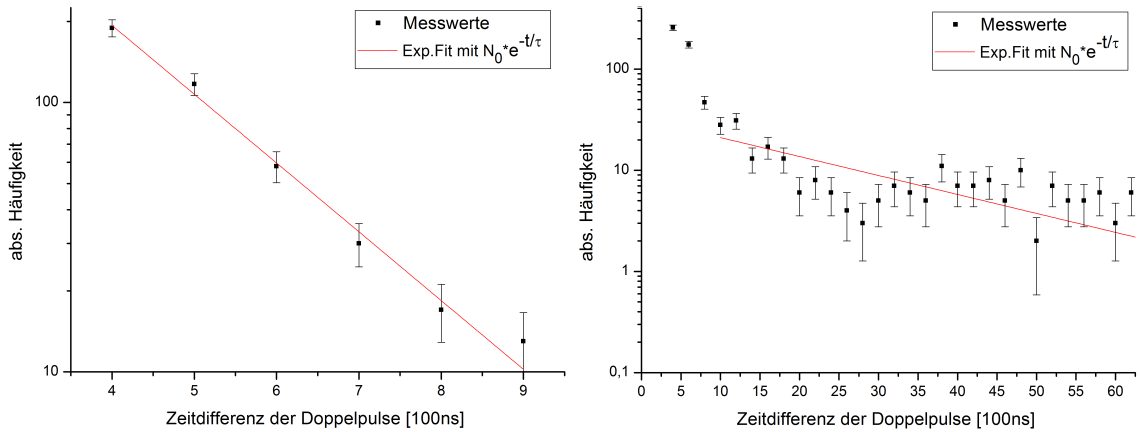 Messwerte
Exp.Fit mit N₀*e^-t/τ
abs. Häufigkeit
100
10
4 5 6 7 8 9
Zeitdifferenz der Doppelpulse [100ns]
Messwerte
Exp.Fit mit N₀*e^-t/τ
abs. Häufigkeit
100
10
1
0,1
0 5 10 15 20 25 30 35 40 45 50 55 60
Zeitdifferenz der Doppelpulse [100ns]